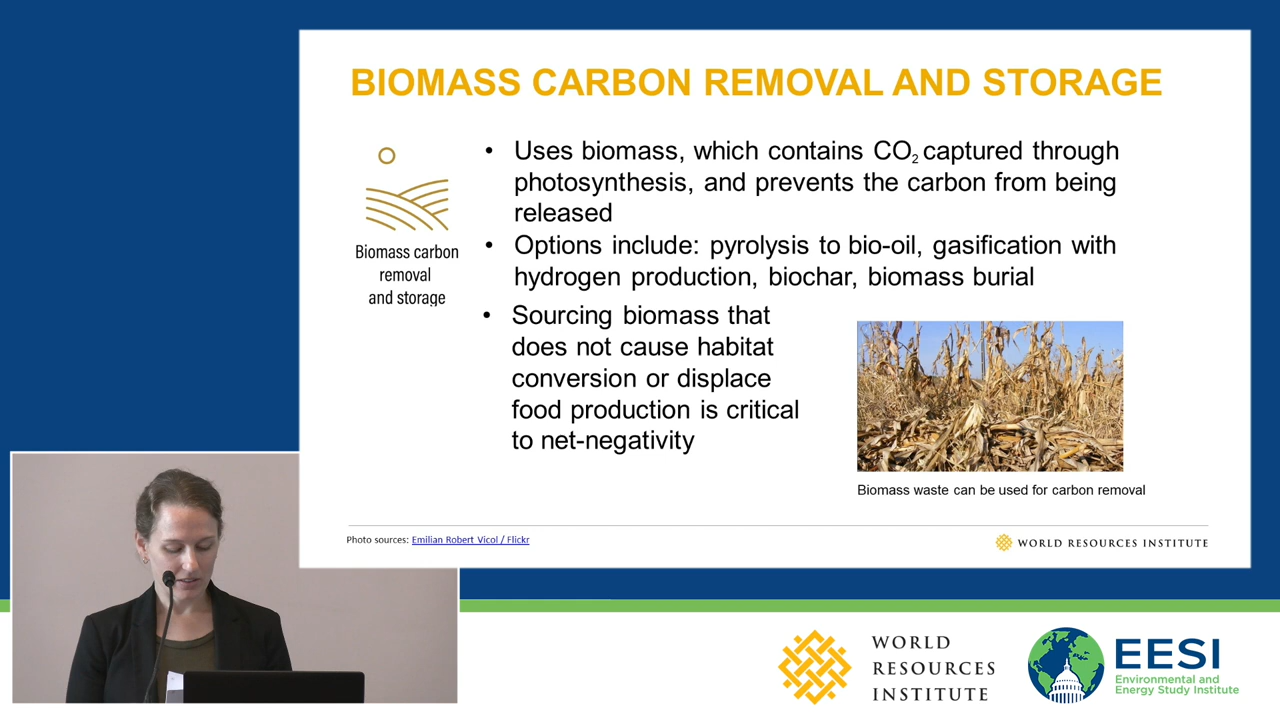 BIOMASS CARBON REMOVAL AND STORAGE
Biomass carbon
removal
and storage
• Uses biomass, which contains CO₂ captured through
photosynthesis, and prevents the carbon from being
released
• Options include: pyrolysis to bio-oil, gasification with
hydrogen production, biochar, biomass burial
• Sourcing biomass that
does not cause habitat
conversion or displace
food production is critical
to net-negativity
Biomass waste can be used for carbon removal
Photo sources: Emilian Robert Vicol / Flickr
WORLD RESOURCES INSTITUTE
WORLD
RESOURCES
INSTITUTE
EESI
Environmental and
Energy Study Institute